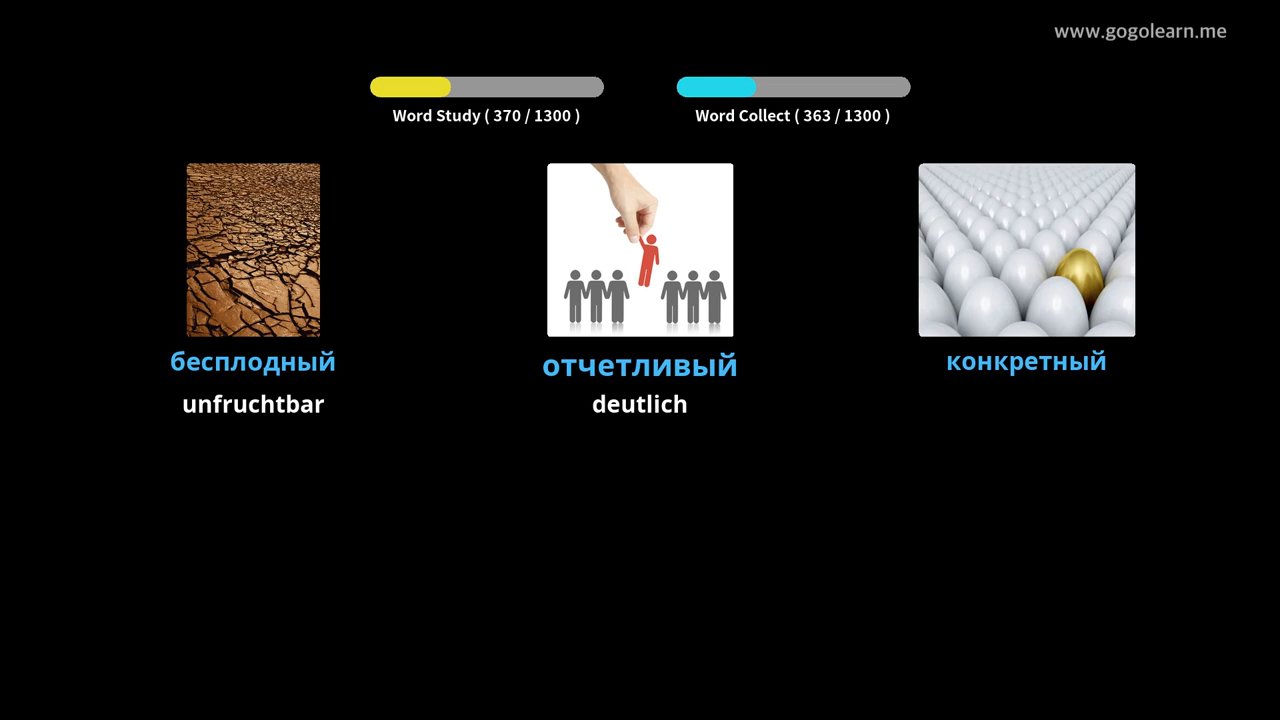 www.gogolearn.me
Word Study ( 370 / 1300 )
Word Collect ( 363 / 1300 )
бесплодный
отчетливый
конкретный
unfruchtbar
deutlich